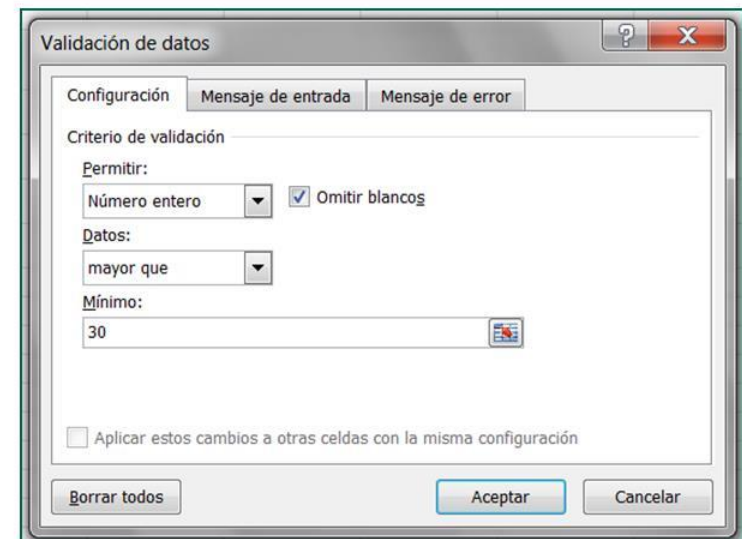 Validación de datos
Configuración Mensaje de entrada Mensaje de error
Criterio de validación
Permitir:
Número entero Omitir blancos
Datos:
mayor que
Mínimo:
30
Aplicar estos cambios a otras celdas con la misma configuración
Borrar todos Aceptar Cancelar